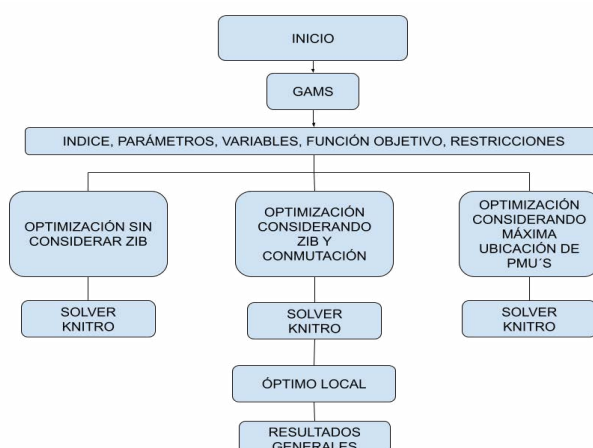 INICIO
GAMS
INDICE, PARÁMETROS, VARIABLES, FUNCIÓN OBJETIVO, RESTRICCIONES
OPTIMIZACIÓN SIN
CONSIDERAR ZIB
OPTIMIZACIÓN
CONSIDERANDO
ZIB Y
CONMUTACIÓN
OPTIMIZACIÓN
CONSIDERANDO
MÁXIMA
UBICACIÓN DE
PMU´S
SOLVER
KNITRO
SOLVER
KNITRO
SOLVER
KNITRO
ÓPTIMO LOCAL
RESULTADOS
GENERALES